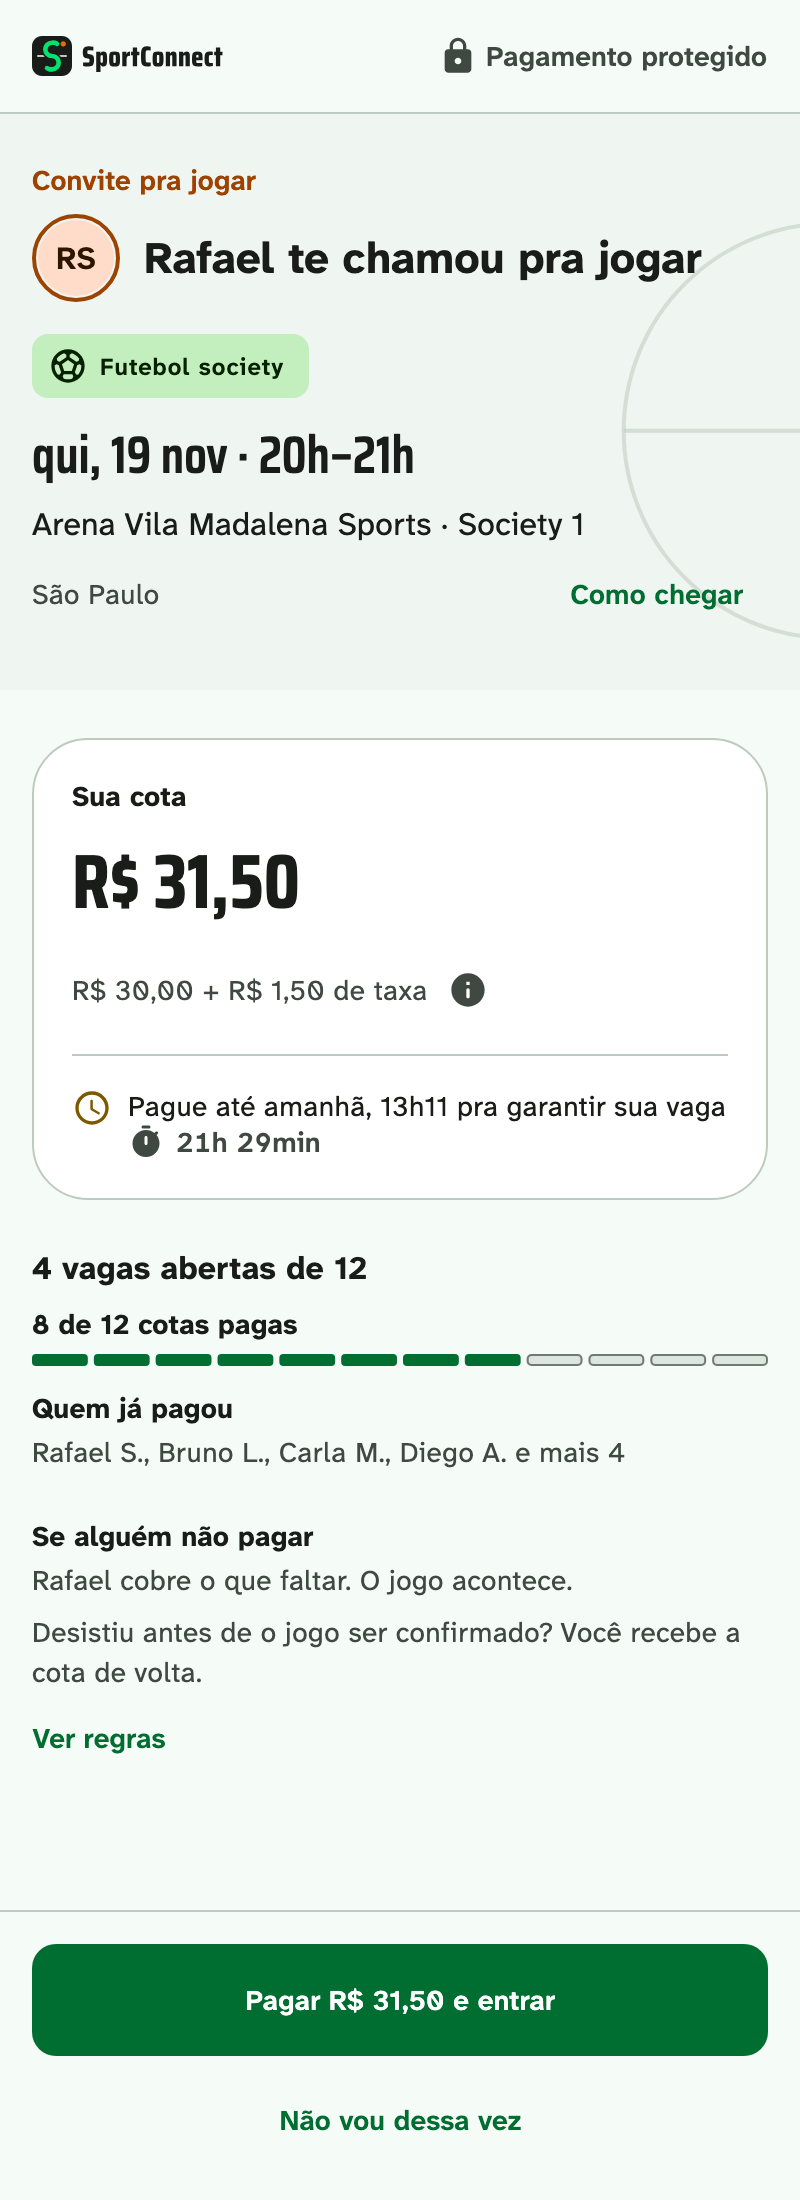 SportConnect
Pagamento protegido
Convite pra jogar
RS
Rafael te chamou pra jogar
Futebol society
qui, 19 nov · 20h–21h
Arena Vila Madalena Sports · Society 1
São Paulo
Como chegar
Sua cota
R$ 31,50
R$ 30,00 + R$ 1,50 de taxa
Pague até amanhã, 13h11 pra garantir sua vaga
21h 29min
4 vagas abertas de 12
8 de 12 cotas pagas
Quem já pagou
Rafael S., Bruno L., Carla M., Diego A. e mais 4
Se alguém não pagar
Rafael cobre o que faltar. O jogo acontece.
Desistiu antes de o jogo ser confirmado? Você recebe a
cota de volta.
Ver regras
Pagar R$ 31,50 e entrar
Não vou dessa vez